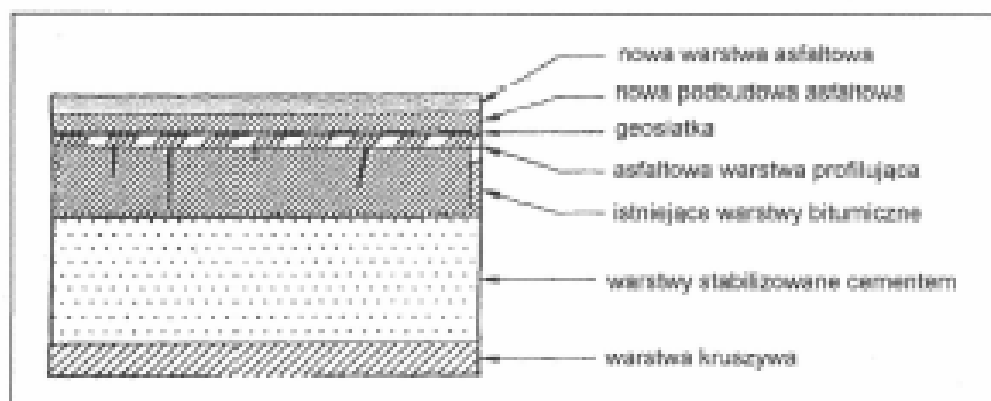 nowa warstwa asfaltowa
nowa podbudowa asfaltowa
geosiatka
asfaltowa warstwa profilująca
istniejące warstwy bitumiczne
warstwy stabilizowane cementem
warstwa kruszywa